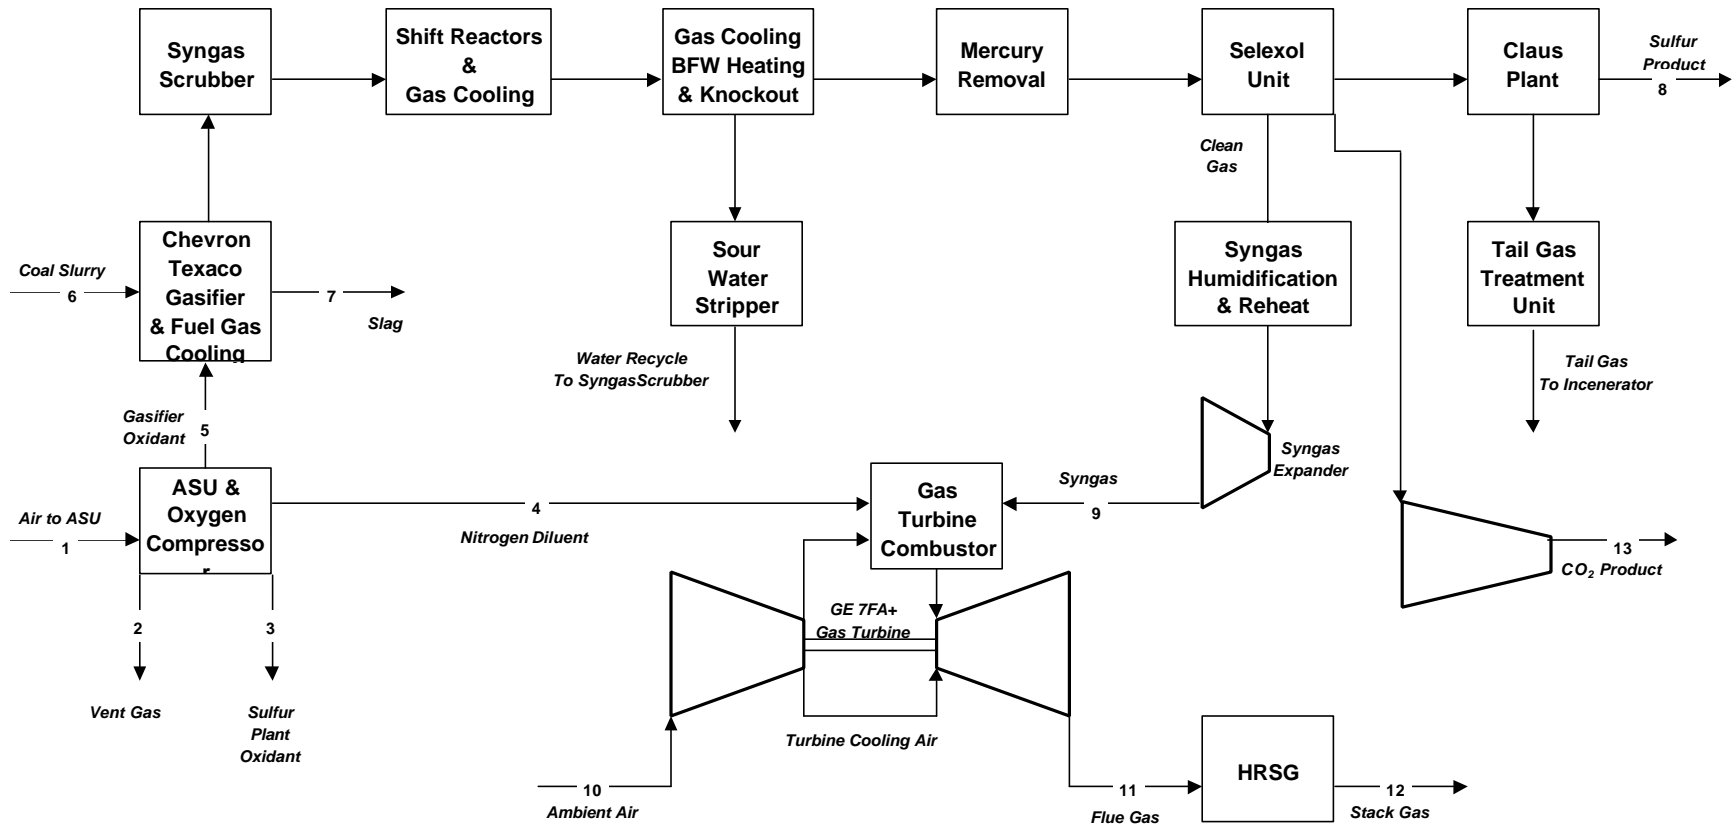 Syngas
Scrubber
Shift Reactors
&
Gas Cooling
Gas Cooling
BFW Heating
& Knockout
Mercury
Removal
Selexol
Unit
Claus
Plant
Sulfur
Product
8
Clean
Gas
Coal Slurry
6
Chevron
Texaco
Gasifier
& Fuel Gas
Cooling
7
Slag
Sour
Water
Stripper
Syngas
Humidification
& Reheat
Tail Gas
Treatment
Unit
Water Recycle
To SyngasScrubber
Tail Gas
To Incenerator
Gasifier
Oxidant
5
Syngas
Expander
Air to ASU
1
ASU &
Oxygen
Compresso
r
4
Nitrogen Diluent
Gas
Turbine
Combustor
Syngas
9
13
CO₂ Product
2
3
GE 7FA+
Gas Turbine
Vent Gas
Sulfur
Plant
Oxidant
Turbine Cooling Air
10
Ambient Air
11
Flue Gas
HRSG
12
Stack Gas